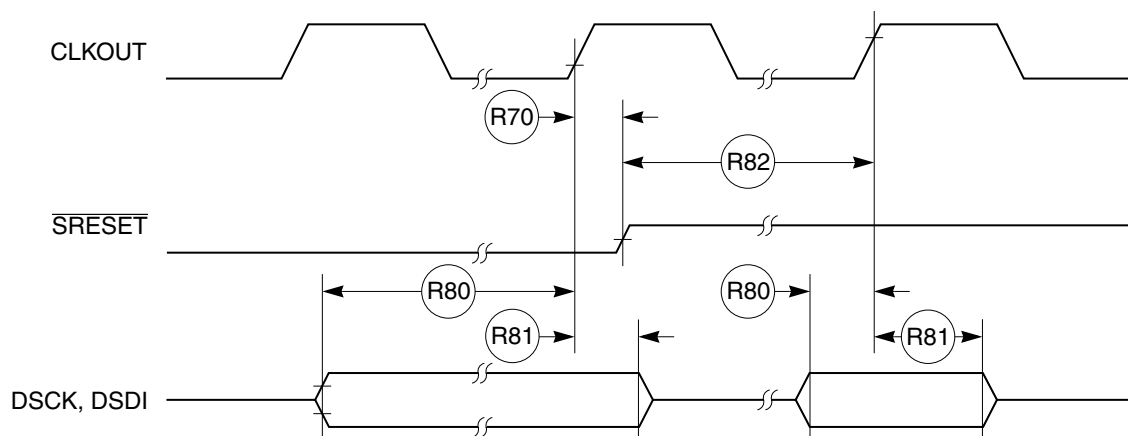 CLKOUT
R70
R82
SRESET
R80
R80
R81
R81
DSCK, DSDI